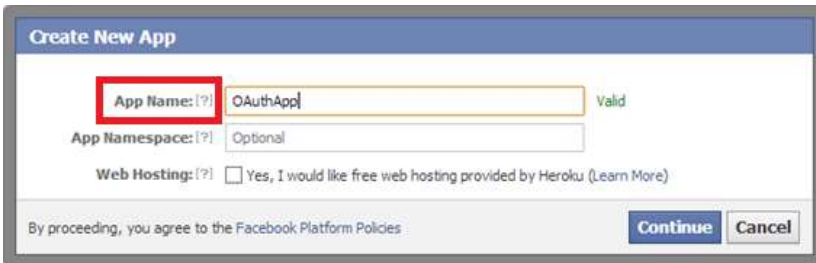 Create New App
App Name: [?] OAuthApp Valid
App Namespace: [?] Optional
Web Hosting: [?] Yes, I would like free web hosting provided by Heroku (Learn More)
By proceeding, you agree to the Facebook Platform Policies Continue Cancel